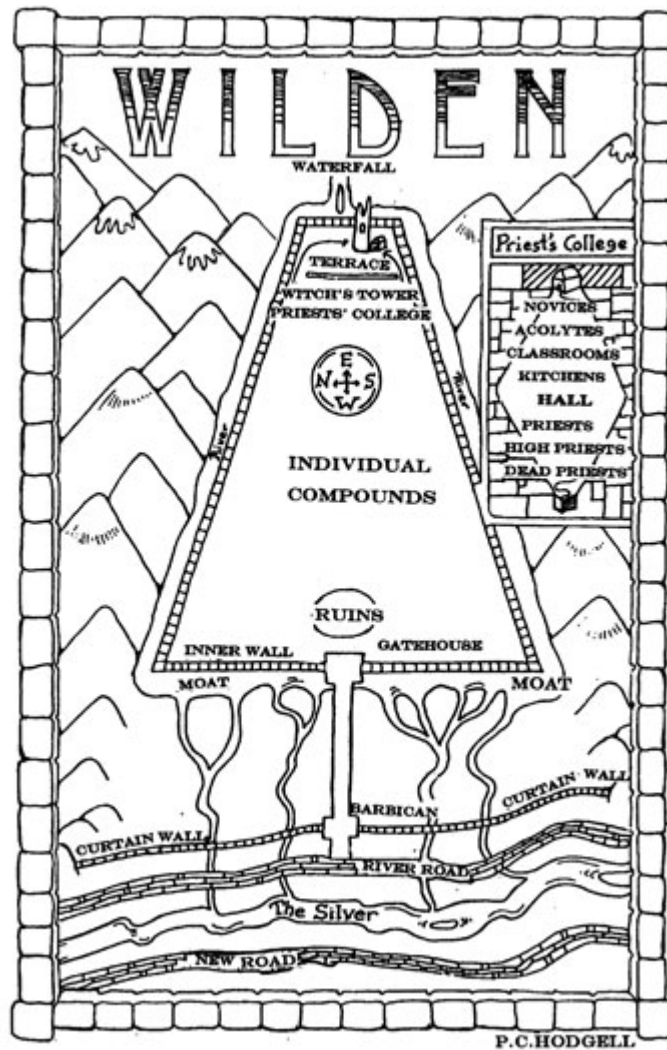 WILDEN
WATERFALL
TERRACE
WITCH'S TOWER
PRIESTS' COLLEGE
E
N S
W
River
River
INDIVIDUAL
COMPOUNDS
RUINS
INNER WALL
GATEHOUSE
MOAT
MOAT
Priest's College
NOVICES
ACOLYTES
CLASSROOMS
KITCHENS
HALL
PRIESTS
HIGH PRIESTS
DEAD PRIESTS
BARBICAN
CURTAIN WALL
CURTAIN WALL
RIVER ROAD
The Silver
NEW ROAD
P.C.HODGELL